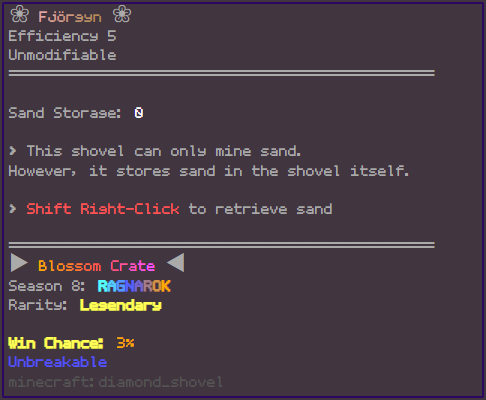 ❀ Fjörgyn ❀
Efficiency 5
Unmodifiable
Sand Storage: 0
> This shovel can only mine sand.
However, it stores sand in the shovel itself.
> Shift Right-Click to retrieve sand
▶ Blossom Crate ◀
Season 8: RAGNAROK
Rarity: Legendary
Win Chance: 3%
Unbreakable
minecraft:diamond_shovel